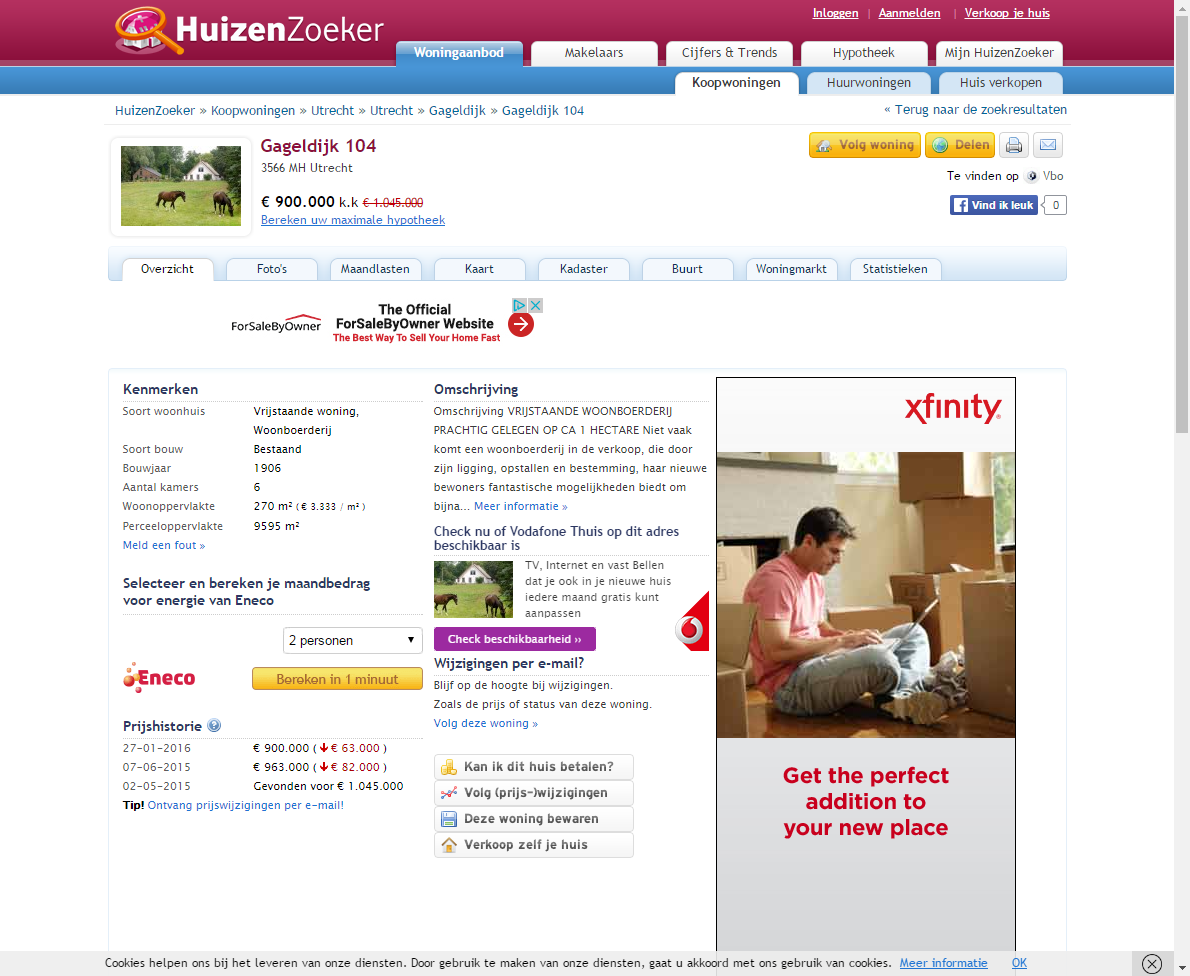 Inloggen | Aanmelden | Verkoop je huis
HuizenZoeker
Woningaanbod Makelaars Cijfers & Trends Hypotheek Mijn HuizenZoeker
Koopwoningen Huurwoningen Huis verkopen
HuizenZoeker » Koopwoningen » Utrecht » Utrecht » Gageldijk » Gageldijk 104
« Terug naar de zoekresultaten
Gageldijk 104
3566 MH Utrecht
€ 900.000 k.k € 1.045.000
Bereken uw maximale hypotheek
Volg woning Delen
Te vinden op Vbo
Vind ik leuk 0
Overzicht Foto's Maandlasten Kaart Kadaster Buurt Woningmarkt Statistieken
ForSaleByOwner
The Official
ForSaleByOwner Website
The Best Way To Sell Your Home Fast
Kenmerken
Soort woonhuis Vrijstaande woning,
Woonboerderij
Soort bouw Bestaand
Bouwjaar 1906
Aantal kamers 6
Woonoppervlakte 270 m² ( € 3.333 / m² )
Perceeloppervlakte 9595 m²
Meld een fout »
Selecteer en bereken je maandbedrag
voor energie van Eneco
2 personen
Eneco
Bereken in 1 minuut
Prijshistorie ?
27-01-2016 € 900.000 ( € 63.000 )
07-06-2015 € 963.000 ( € 82.000 )
02-05-2015 Gevonden voor € 1.045.000
Tip! Ontvang prijswijzigingen per e-mail!
Omschrijving
Omschrijving VRIJSTAANDE WOONBOERDERIJ
PRACHTIG GELEGEN OP CA 1 HECTARE Niet vaak
komt een woonboerderij in de verkoop, die door
zijn ligging, opstallen en bestemming, haar nieuwe
bewoners fantastische mogelijkheden biedt om
bijna... Meer informatie »
Check nu of Vodafone Thuis op dit adres
beschikbaar is
TV, Internet en vast Bellen
dat je ook in je nieuwe huis
iedere maand gratis kunt
aanpassen
Check beschikbaarheid ››
Wijzigingen per e-mail?
Blijf op de hoogte bij wijzigingen.
Zoals de prijs of status van deze woning.
Volg deze woning »
Kan ik dit huis betalen?
Volg (prijs-)wijzigingen
Deze woning bewaren
Verkoop zelf je huis
xfinity
Get the perfect
addition to
your new place
Cookies helpen ons bij het leveren van onze diensten. Door gebruik te maken van onze diensten, gaat u akkoord met ons gebruik van cookies. Meer informatie OK